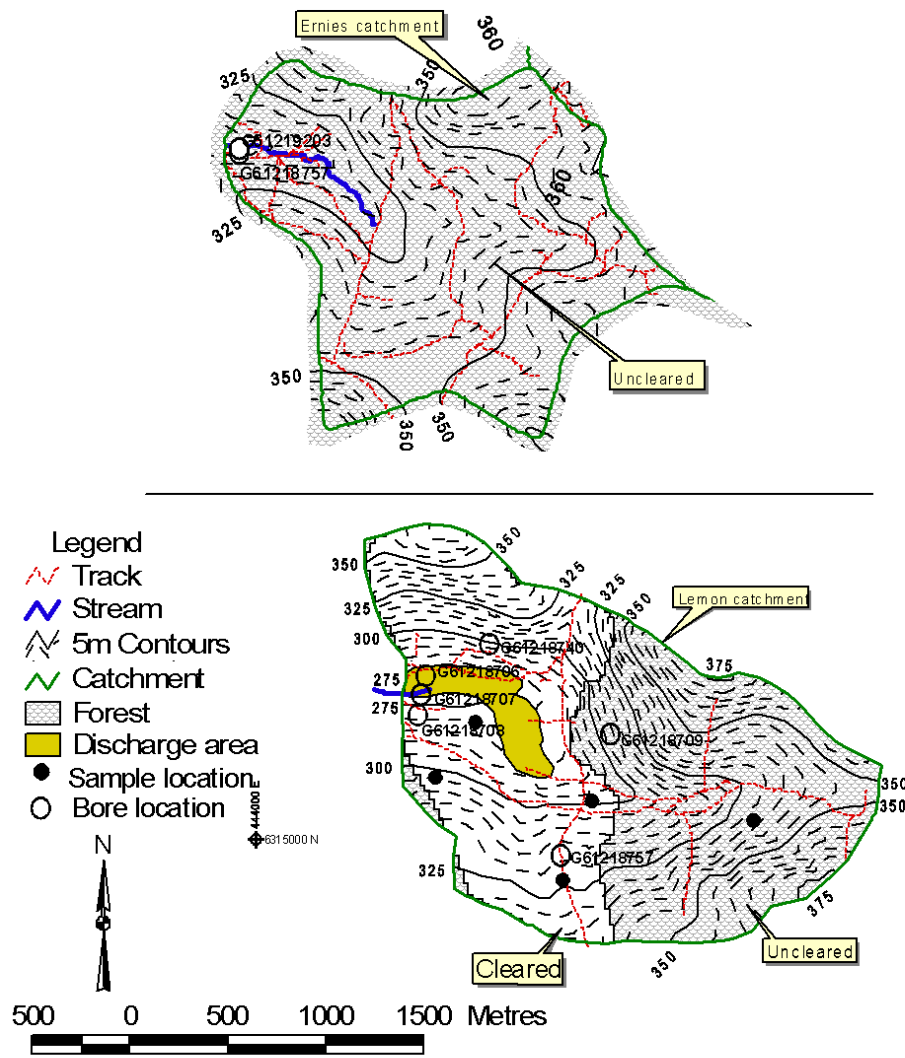 Ernies catchment
360
325
350
G61219203
G61218757
360
325
Uncleared
350
350
350
Legend
Track
Stream
5m Contours
Catchment
Forest
Discharge area
Sample location
Bore location
350
350
325
325
350
Lemon catchment
325
300
G61218740
375
275
G61218706
G61218707
275
G61218708
G61218709
300
350
350
444000 E
6315000 N
N
325
G61218757
375
Cleared
Uncleared
350
500 0 500 1000 1500 Metres